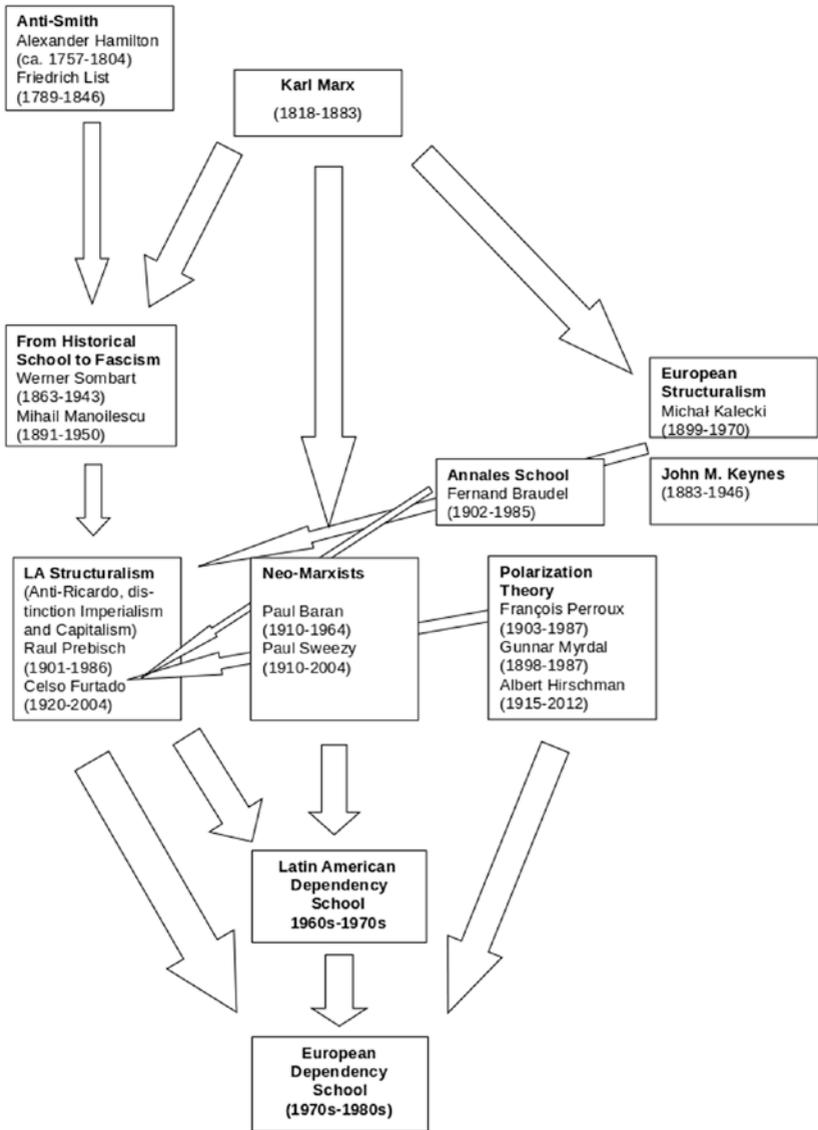 Anti-Smith
Alexander Hamilton
(ca. 1757-1804)
Friedrich List
(1789-1846)
Karl Marx
(1818-1883)
From Historical
School to Fascism
Werner Sombart
(1863-1943)
Mihail Manoilescu
(1891-1950)
European
Structuralism
Michał Kalecki
(1899-1970)
Annales School
Fernand Braudel
(1902-1985)
John M. Keynes
(1883-1946)
LA Structuralism
(Anti-Ricardo, dis-
tinction Imperialism
and Capitalism)
Raul Prebisch
(1901-1986)
Celso Furtado
(1920-2004)
Neo-Marxists
Paul Baran
(1910-1964)
Paul Sweezy
(1910-2004)
Polarization
Theory
François Perroux
(1903-1987)
Gunnar Myrdal
(1898-1987)
Albert Hirschman
(1915-2012)
Latin American
Dependency
School
1960s-1970s
European
Dependency
School
(1970s-1980s)